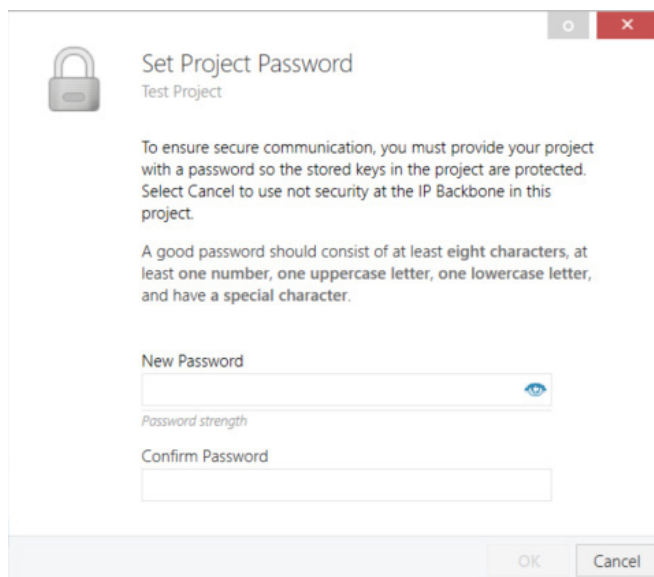 Set Project Password
Test Project
To ensure secure communication, you must provide your project
with a password so the stored keys in the project are protected.
Select Cancel to use not security at the IP Backbone in this
project.
A good password should consist of at least eight characters, at
least one number, one uppercase letter, one lowercase letter,
and have a special character.
New Password
Password strength
Confirm Password
OK
Cancel